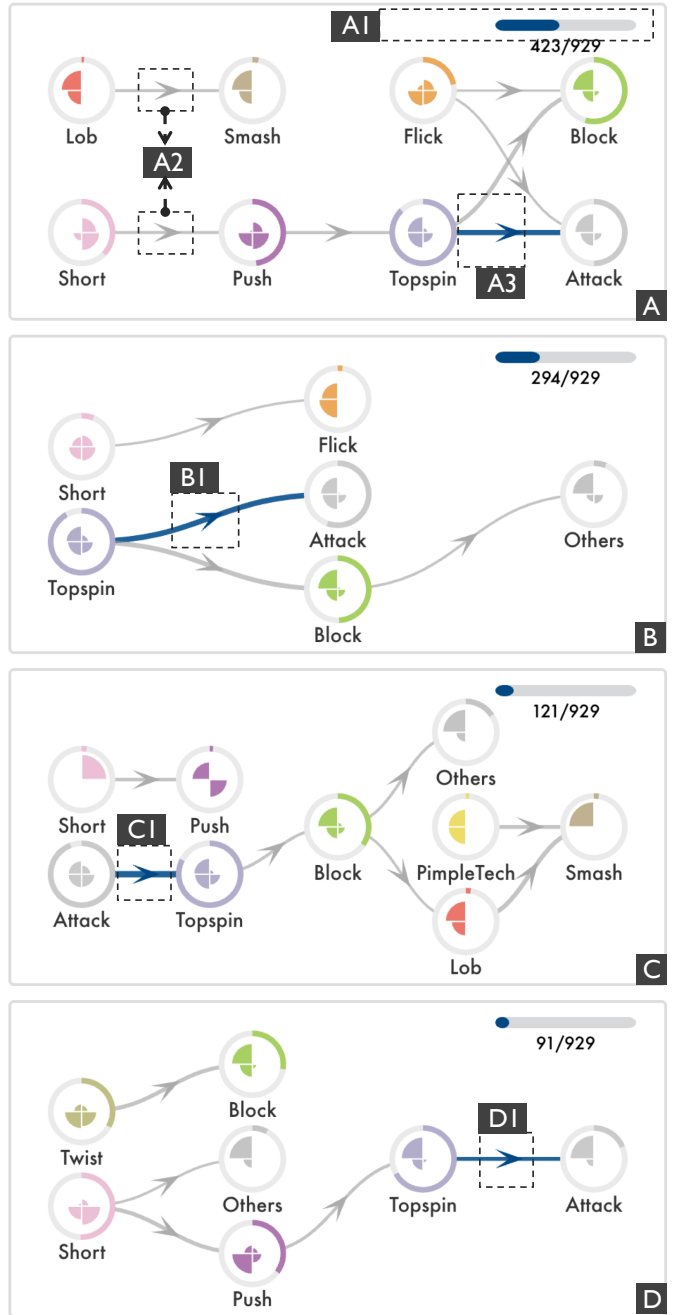 A1
423/929
Lob
Smash
Flick
Block
A2
Short
Push
Topspin
Attack
A3
A
294/929
Flick
Short
B1
Attack
Others
Topspin
Block
B
121/929
Others
Short
Push
C1
Block
PimpleTech
Smash
Attack
Topspin
Lob
C
91/929
Block
D1
Twist
Others
Topspin
Attack
Short
Push
D